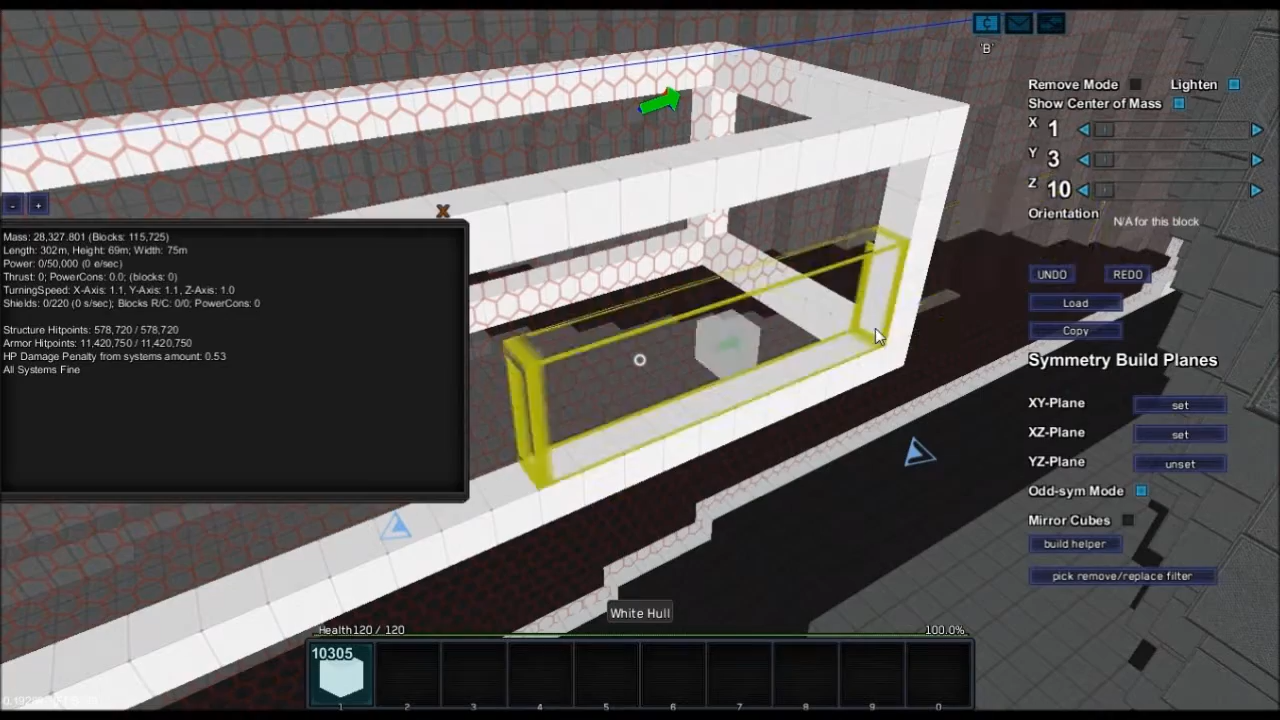 'B'
Remove Mode Lighten
Show Center of Mass
X 1
Y 3
Z 10
Orientation N/A for this block
UNDO REDO
Load
Copy
Symmetry Build Planes
XY-Plane set
XZ-Plane set
YZ-Plane unset
Odd-sym Mode
Mirror Cubes
build helper
pick remove/replace filter
- +
X
Mass: 28,327.801 (Blocks: 115,725)
Length: 302m, Height: 69m; Width: 75m
Power: 0/50,000 (0 e/sec)
Thrust: 0; PowerCons: 0.0; (blocks: 0)
TurningSpeed: X-Axis: 1.1, Y-Axis: 1.1, Z-Axis: 1.0
Shields: 0/220 (0 s/sec); Blocks R/C: 0/0; PowerCons: 0
Structure Hitpoints: 578,720 / 578,720
Armor Hitpoints: 11,420,750 / 11,420,750
HP Damage Penalty from systems amount: 0.53
All Systems Fine
White Hull
Health120 / 120 100.0%
10305
1 2 3 4 5 6 7 8 9 0